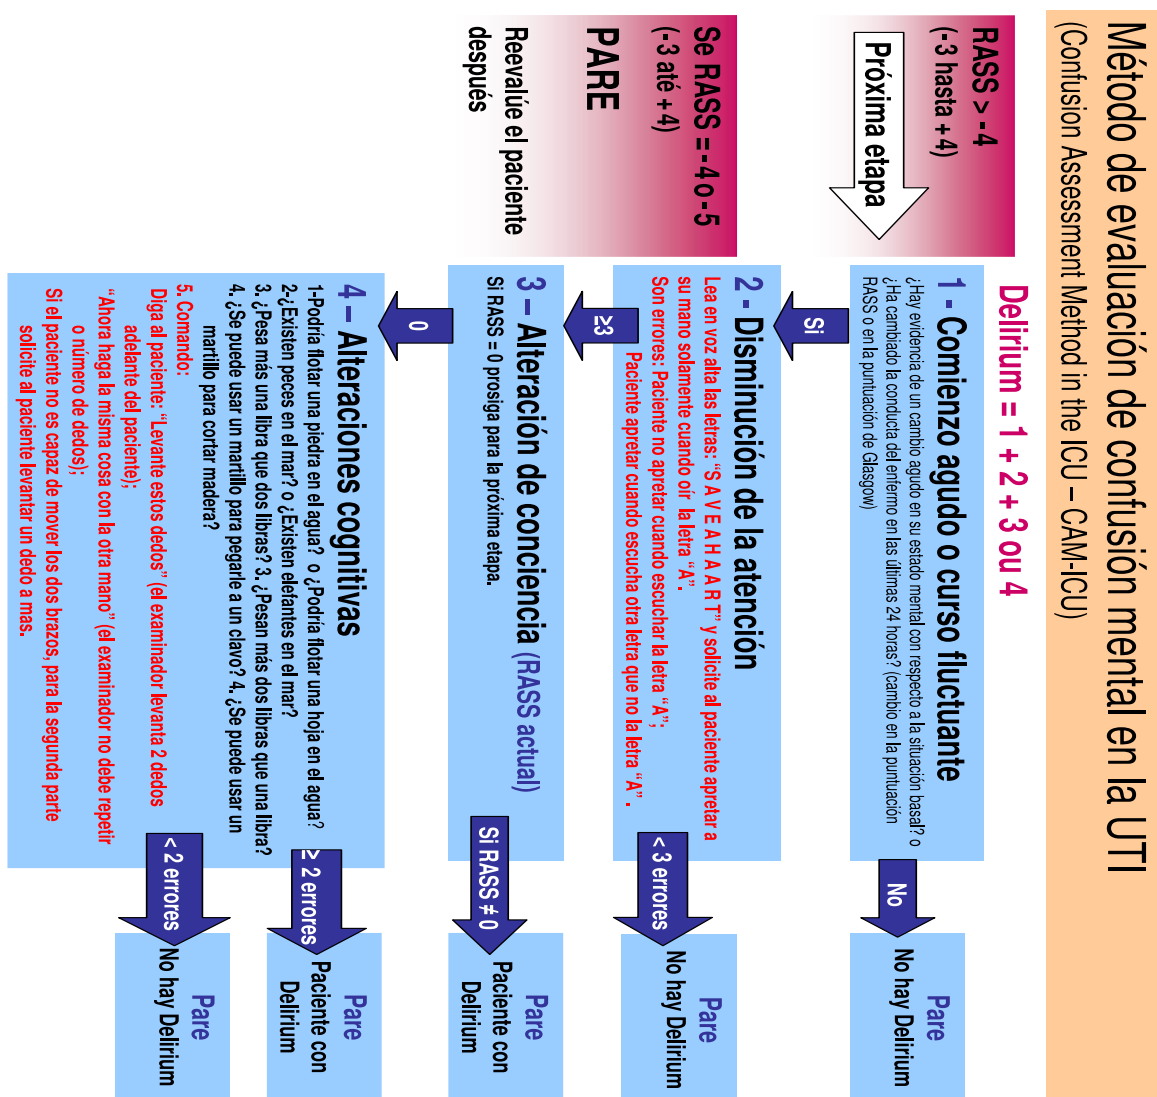 Método de evaluación de confusión mental en la UTI
(Confusion Assessment Method in the ICU – CAM-ICU)
RASS > -4
(-3 hasta +4)
Próxima etapa
Se RASS = -4 o -5
(-3 até +4)
PARE
Reevalúe el paciente
después
Delirium = 1 + 2 + 3 ou 4
1 - Comienzo agudo o curso fluctuante
¿Hay evidencia de un cambio agudo en su estado mental con respecto a la situación basal? o
¿Ha cambiado la conducta del enfermo en las últimas 24 horas? (cambio en la puntuación
RASS o en la puntuación de Glasgow)
No
Pare
No hay Delirium
Si
2 - Disminución de la atención
Lea en voz alta las letras: “S A V E A H A A R T” y solicite al paciente apretar a
su mano solamente cuando oír la letra “A”.
Son errores: Paciente no apretar cuando escuchar la letra “A”;
Paciente apretar cuando escucha otra letra que no la letra “A” .
< 3 errores
Pare
No hay Delirium
≥3
3 – Alteración de conciencia (RASS actual)
Si RASS = 0 prosiga para la próxima etapa.
Si RASS ≠ 0
Pare
Paciente con
Delirium
0
4 – Alteraciones cognitivas
1-Podría flotar una piedra en el agua? o ¿Podría flotar una hoja en el agua?
2-¿Existen peces en el mar? o ¿Existen elefantes en el mar?
3. ¿Pesa más una libra que dos libras? 3. ¿Pesan más dos libras que una libra?
4. ¿Se puede usar un martillo para pegarle a un clavo? 4. ¿Se puede usar un
martillo para cortar madera?
5. Comando:
Diga al paciente: “Levante estos dedos” (el examinador levanta 2 dedos
adelante del paciente);
“Ahora haga la misma cosa con la otra mano” (el examinador no debe repetir
o número de dedos);
Si el paciente no es capaz de mover los dos brazos, para la segunda parte
solicite al paciente levantar un dedo a mas.
≥ 2 errores
Pare
Paciente con
Delirium
< 2 errores
Pare
No hay Delirium